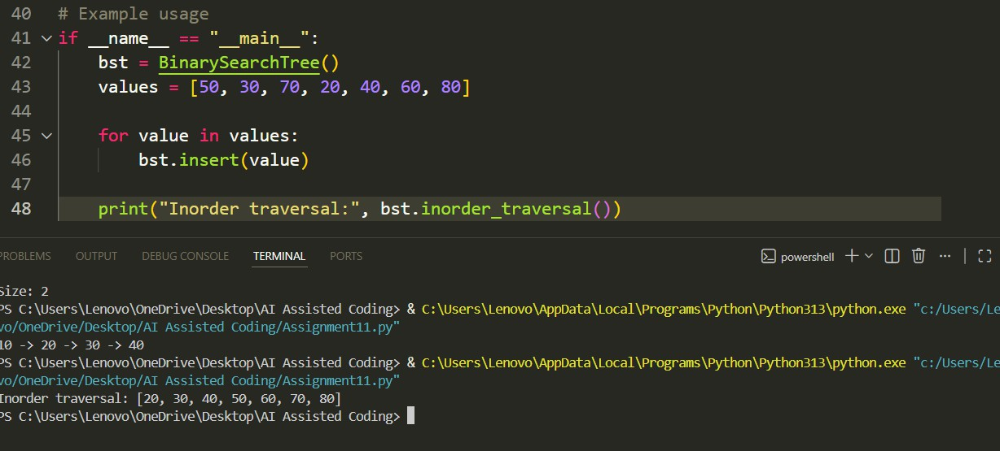 40 # Example usage
41 if __name__ == "__main__":
42 bst = BinarySearchTree()
43 values = [50, 30, 70, 20, 40, 60, 80]
44
45 for value in values:
46 bst.insert(value)
47
48 print("Inorder traversal:", bst.inorder_traversal())
PROBLEMS OUTPUT DEBUG CONSOLE TERMINAL PORTS powershell
Size: 2
PS C:\Users\Lenovo\OneDrive\Desktop\AI Assisted Coding> & C:\Users\Lenovo\AppData\Local\Programs\Python\Python313\python.exe "c:/Users/Le
vo/OneDrive/Desktop/AI Assisted Coding/Assignment11.py"
10 -> 20 -> 30 -> 40
PS C:\Users\Lenovo\OneDrive\Desktop\AI Assisted Coding> & C:\Users\Lenovo\AppData\Local\Programs\Python\Python313\python.exe "c:/Users/Le
vo/OneDrive/Desktop/AI Assisted Coding/Assignment11.py"
Inorder traversal: [20, 30, 40, 50, 60, 70, 80]
PS C:\Users\Lenovo\OneDrive\Desktop\AI Assisted Coding>